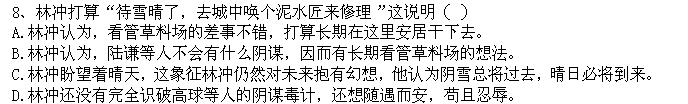 8、林冲打算“待雪晴了，去城中唤个泥水匠来修理 ”这说明（ ）
A.林冲认为，看管草料场的差事不错，打算长期在这里安居干下去。
B.林冲认为，陆谦等人不会有什么阴谋，因而有长期看管草料场的想法。
C.林冲盼望着晴天，这象征林冲仍然对未来抱有幻想，他认为阴雪总将过去，晴日必将到来。
D.林冲还没有完全识破高球等人的阴谋毒计，还想随遇而安，苟且忍辱。